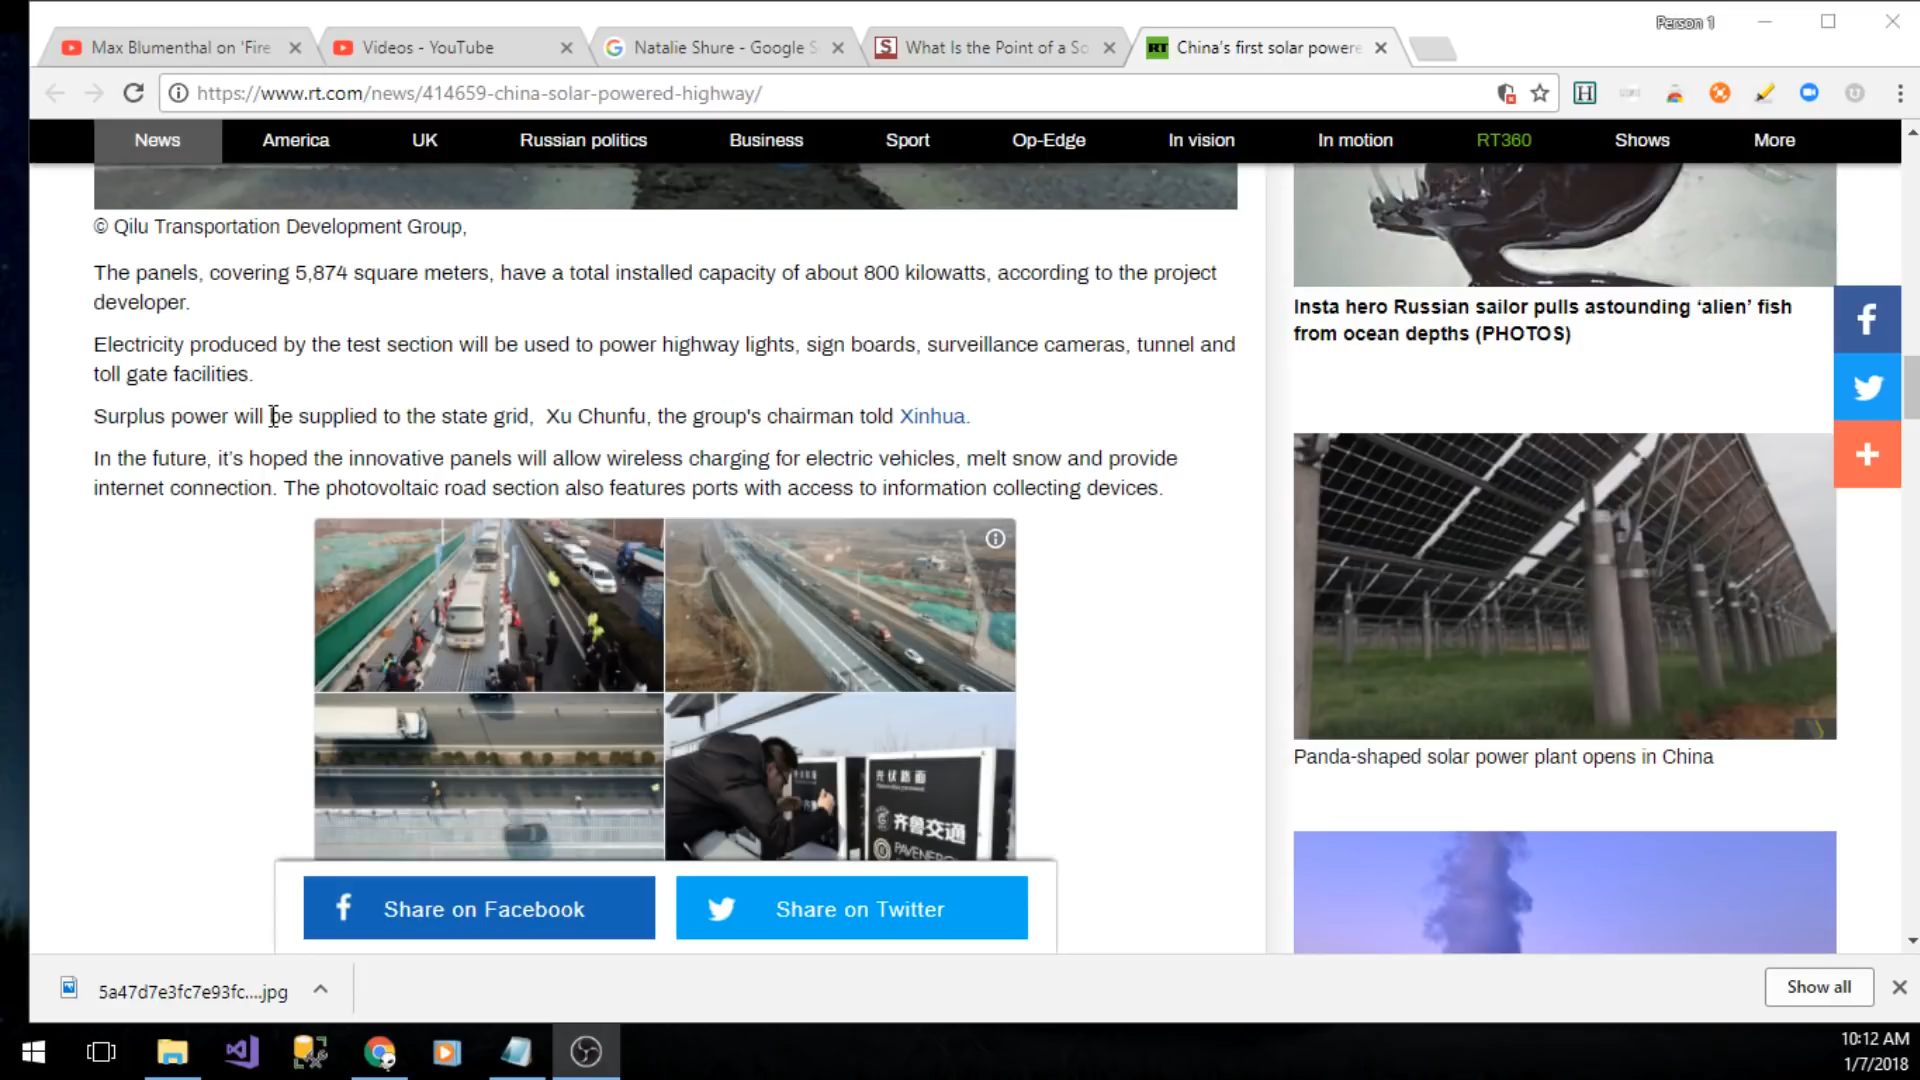 Person 1
Max Blumenthal on 'Fire
Videos - YouTube
Natalie Shure - Google S
What Is the Point of a So
RT
China's first solar powere
https://www.rt.com/news/414659-china-solar-powered-highway/
News
America
UK
Russian politics
Business
Sport
Op-Edge
In vision
In motion
RT360
Shows
More
© Qilu Transportation Development Group,
The panels, covering 5,874 square meters, have a total installed capacity of about 800 kilowatts, according to the project
developer.
Electricity produced by the test section will be used to power highway lights, sign boards, surveillance cameras, tunnel and
toll gate facilities.
Surplus power will be supplied to the state grid,  Xu Chunfu, the group's chairman told Xinhua.
In the future, it’s hoped the innovative panels will allow wireless charging for electric vehicles, melt snow and provide
internet connection. The photovoltaic road section also features ports with access to information collecting devices.
光伏路面
齐鲁交通
PAVENERG
Share on Facebook
Share on Twitter
Insta hero Russian sailor pulls astounding ‘alien’ fish
from ocean depths (PHOTOS)
Panda-shaped solar power plant opens in China
5a47d7e3fc7e93fc....jpg
Show all
10:12 AM
1/7/2018